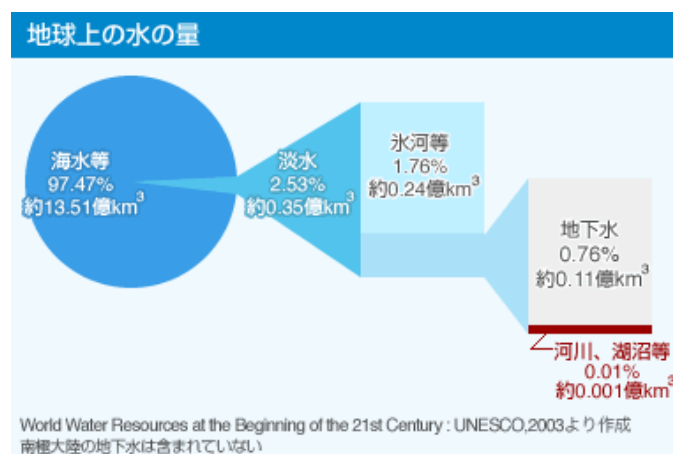 地球上の水の量
海水等
97.47%
約13.51億km³
淡水
2.53%
約0.35億km³
氷河等
1.76%
約0.24億km³
地下水
0.76%
約0.11億km³
河川、湖沼等
0.01%
約0.001億km³
World Water Resources at the Beginning of the 21st Century : UNESCO,2003より作成
南極大陸の地下水は含まれていない